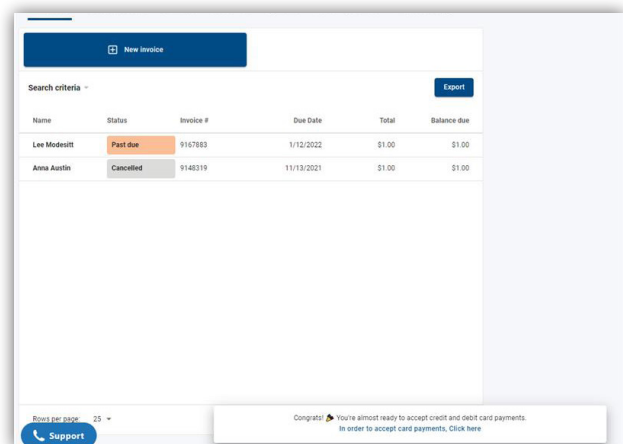 New invoice
Search criteria
Export
Name Status Invoice # Due Date Total Balance due
Lee Modesitt Past due 9167883 1/12/2022 $1.00 $1.00
Anna Austin Cancelled 9148319 11/13/2021 $1.00 $1.00
Rows per page: 25
Congrats! 🎉 You're almost ready to accept credit and debit card payments.
In order to accept card payments, Click here
Support